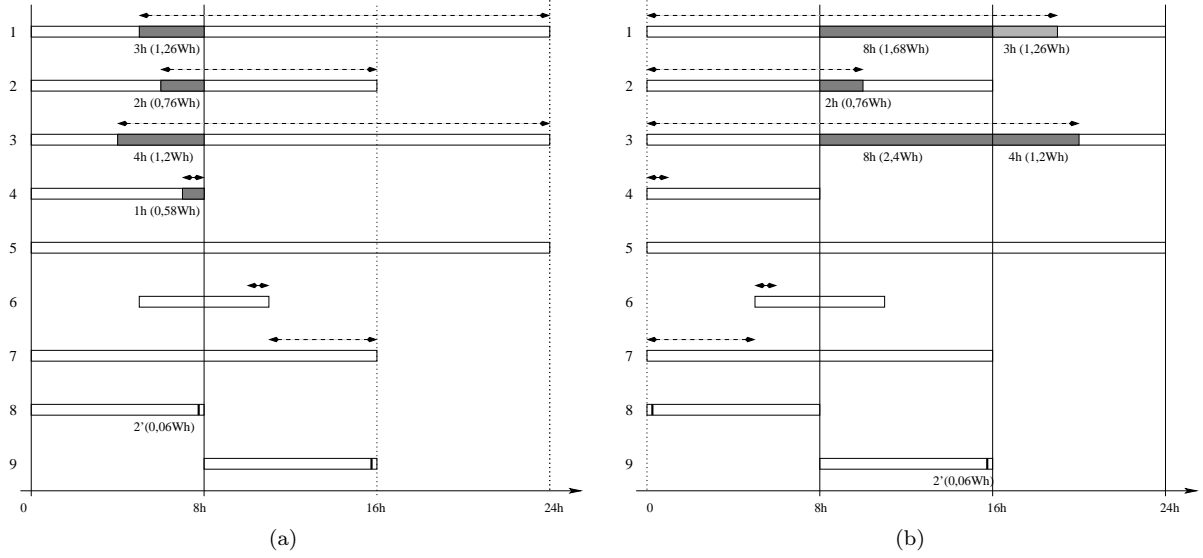 1
3h (1,26Wh)
2
2h (0,76Wh)
3
4h (1,2Wh)
4
1h (0,58Wh)
5
6
7
8
2'(0,06Wh)
9
0
8h
16h
24h
(a)
1
8h (1,68Wh)
3h (1,26Wh)
2
2h (0,76Wh)
3
8h (2,4Wh)
4h (1,2Wh)
4
5
6
7
8
9
2'(0,06Wh)
0
8h
16h
24h
(b)